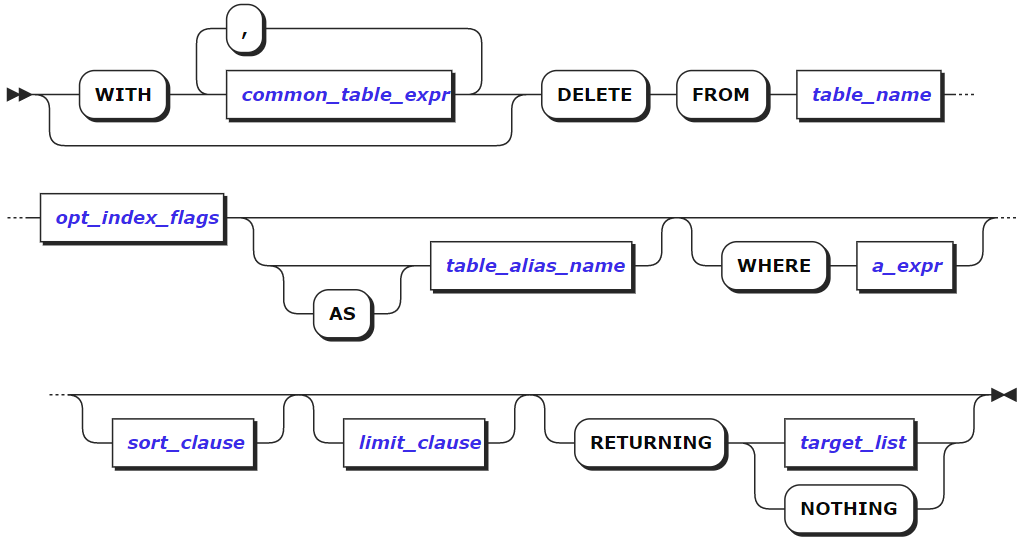 ,
WITH common_table_expr DELETE FROM table_name
opt_index_flags
table_alias_name WHERE a_expr
AS
sort_clause limit_clause RETURNING target_list
NOTHING